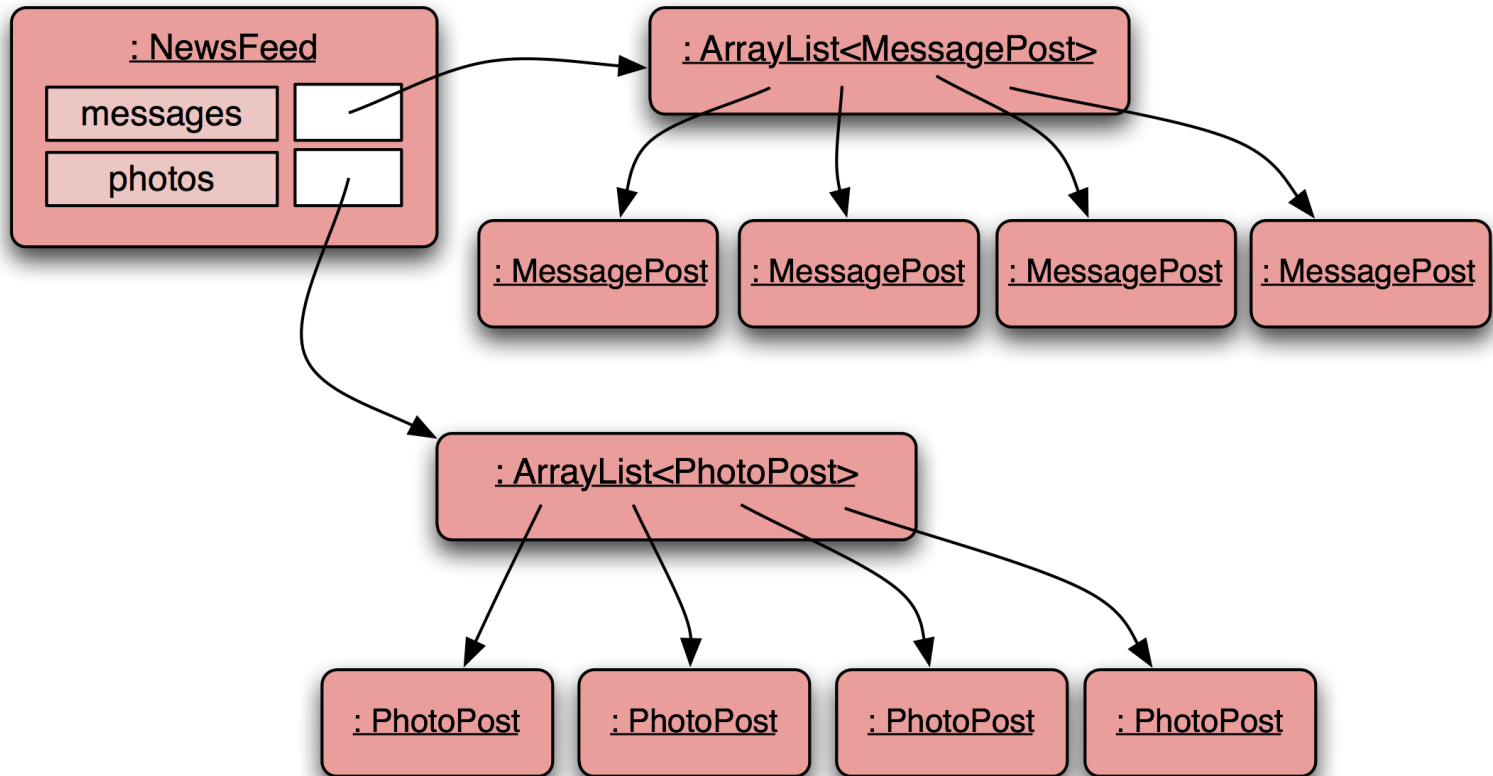 : NewsFeed
messages
photos
: ArrayList<MessagePost>
: MessagePost
: MessagePost
: MessagePost
: MessagePost
: ArrayList<PhotoPost>
: PhotoPost
: PhotoPost
: PhotoPost
: PhotoPost